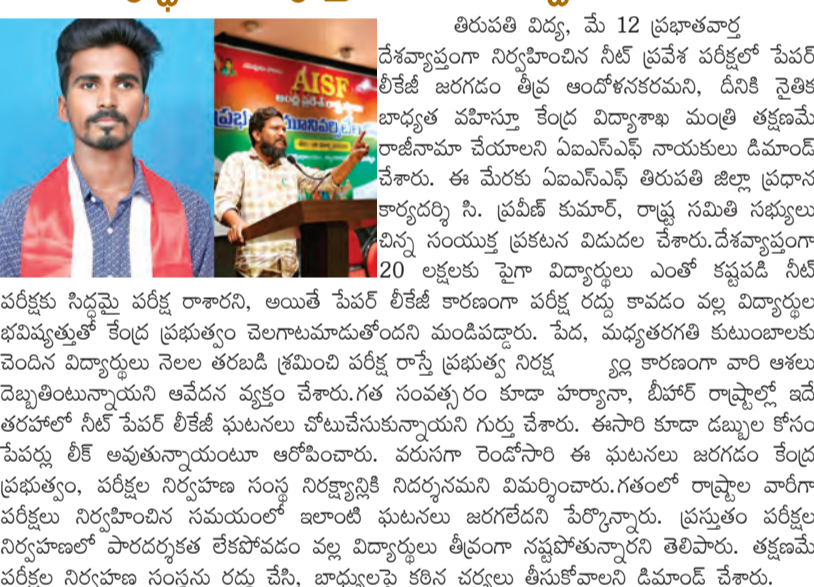 AISF
తిరుపతి విద్య, మే 12 ప్రభాతవార్త
దేశవ్యాప్తంగా నిర్వహించిన నీట్ ప్రవేశ పరీక్షలో పేపర్
లీకేజీ జరగడం తీవ్ర ఆందోళనకరమని, దీనికి నైతిక
బాధ్యత వహిస్తూ కేంద్ర విద్యాశాఖ మంత్రి తక్షణమే
రాజీనామా చేయాలని ఏఐఎస్ఎఫ్ నాయకులు డిమాండ్
చేశారు. ఈ మేరకు ఏఐఎస్ఎఫ్ తిరుపతి జిల్లా ప్రధాన
కార్యదర్శి సి. ప్రవీణ్ కుమార్, రాష్ట్ర సమితి సభ్యులు
చిన్న సంయుక్త ప్రకటన విడుదల చేశారు.దేశవ్యాప్తంగా
20 లక్షలకు పైగా విద్యార్థులు ఎంతో కష్టపడి నీట్
పరీక్షకు సిద్ధమై పరీక్ష రాశారని, అయితే పేపర్ లీకేజీ కారణంగా పరీక్ష రద్దు కావడం వల్ల విద్యార్థుల
భవిష్యత్తుతో కేంద్ర ప్రభుత్వం చెలగాటమాడుతోందని మండిపడ్డారు. పేద, మధ్యతరగతి కుటుంబాలకు
చెందిన విద్యార్థులు నెలల తరబడి శ్రమించి పరీక్ష రాస్తే ప్రభుత్వ కారణంగా వారి ఆశలు
దెబ్బతింటున్నాయని ఆవేదన వ్యక్తం చేశారు.గత సంవత్సరం కూడా హర్యానా, బీహార్ రాష్ట్రాల్లో ఇదే
తరహాలో నీట్ పేపర్ లీకేజీ ఘటనలు చోటుచేసుకున్నాయని గుర్తు చేశారు. ఈసారి కూడా డబ్బుల కోసం
పేపర్లు లీక్ అవుతున్నాయంటూ ఆరోపించారు. వరుసగా రెండోసారి ఈ ఘటనలు జరగడం కేంద్ర
ప్రభుత్వం, పరీక్షల నిర్వహణ సంస్థ నిరక్ష్యాన్లికి నిదర్శనమని విమర్శించారు.గతంలో రాష్ట్రాల వారీగా
పరీక్షలు నిర్వహించిన సమయంలో ఇలాంటి ఘటనలు జరగలేదని పేర్కొన్నారు. ప్రస్తుతం పరీక్షల
నిర్వహణలో పారదర్శకత లేకపోవడం వల్ల విద్యార్థులు తీవ్రంగా నష్టపోతున్నారని తెలిపారు. తక్షణమే
పరీక్షల నిర్వహణ సంస్థను రద్దు చేసి, బాధ్యులపై కఠిన చర్యలు తీసుకోవాలని డిమాండ్ చేశారు.